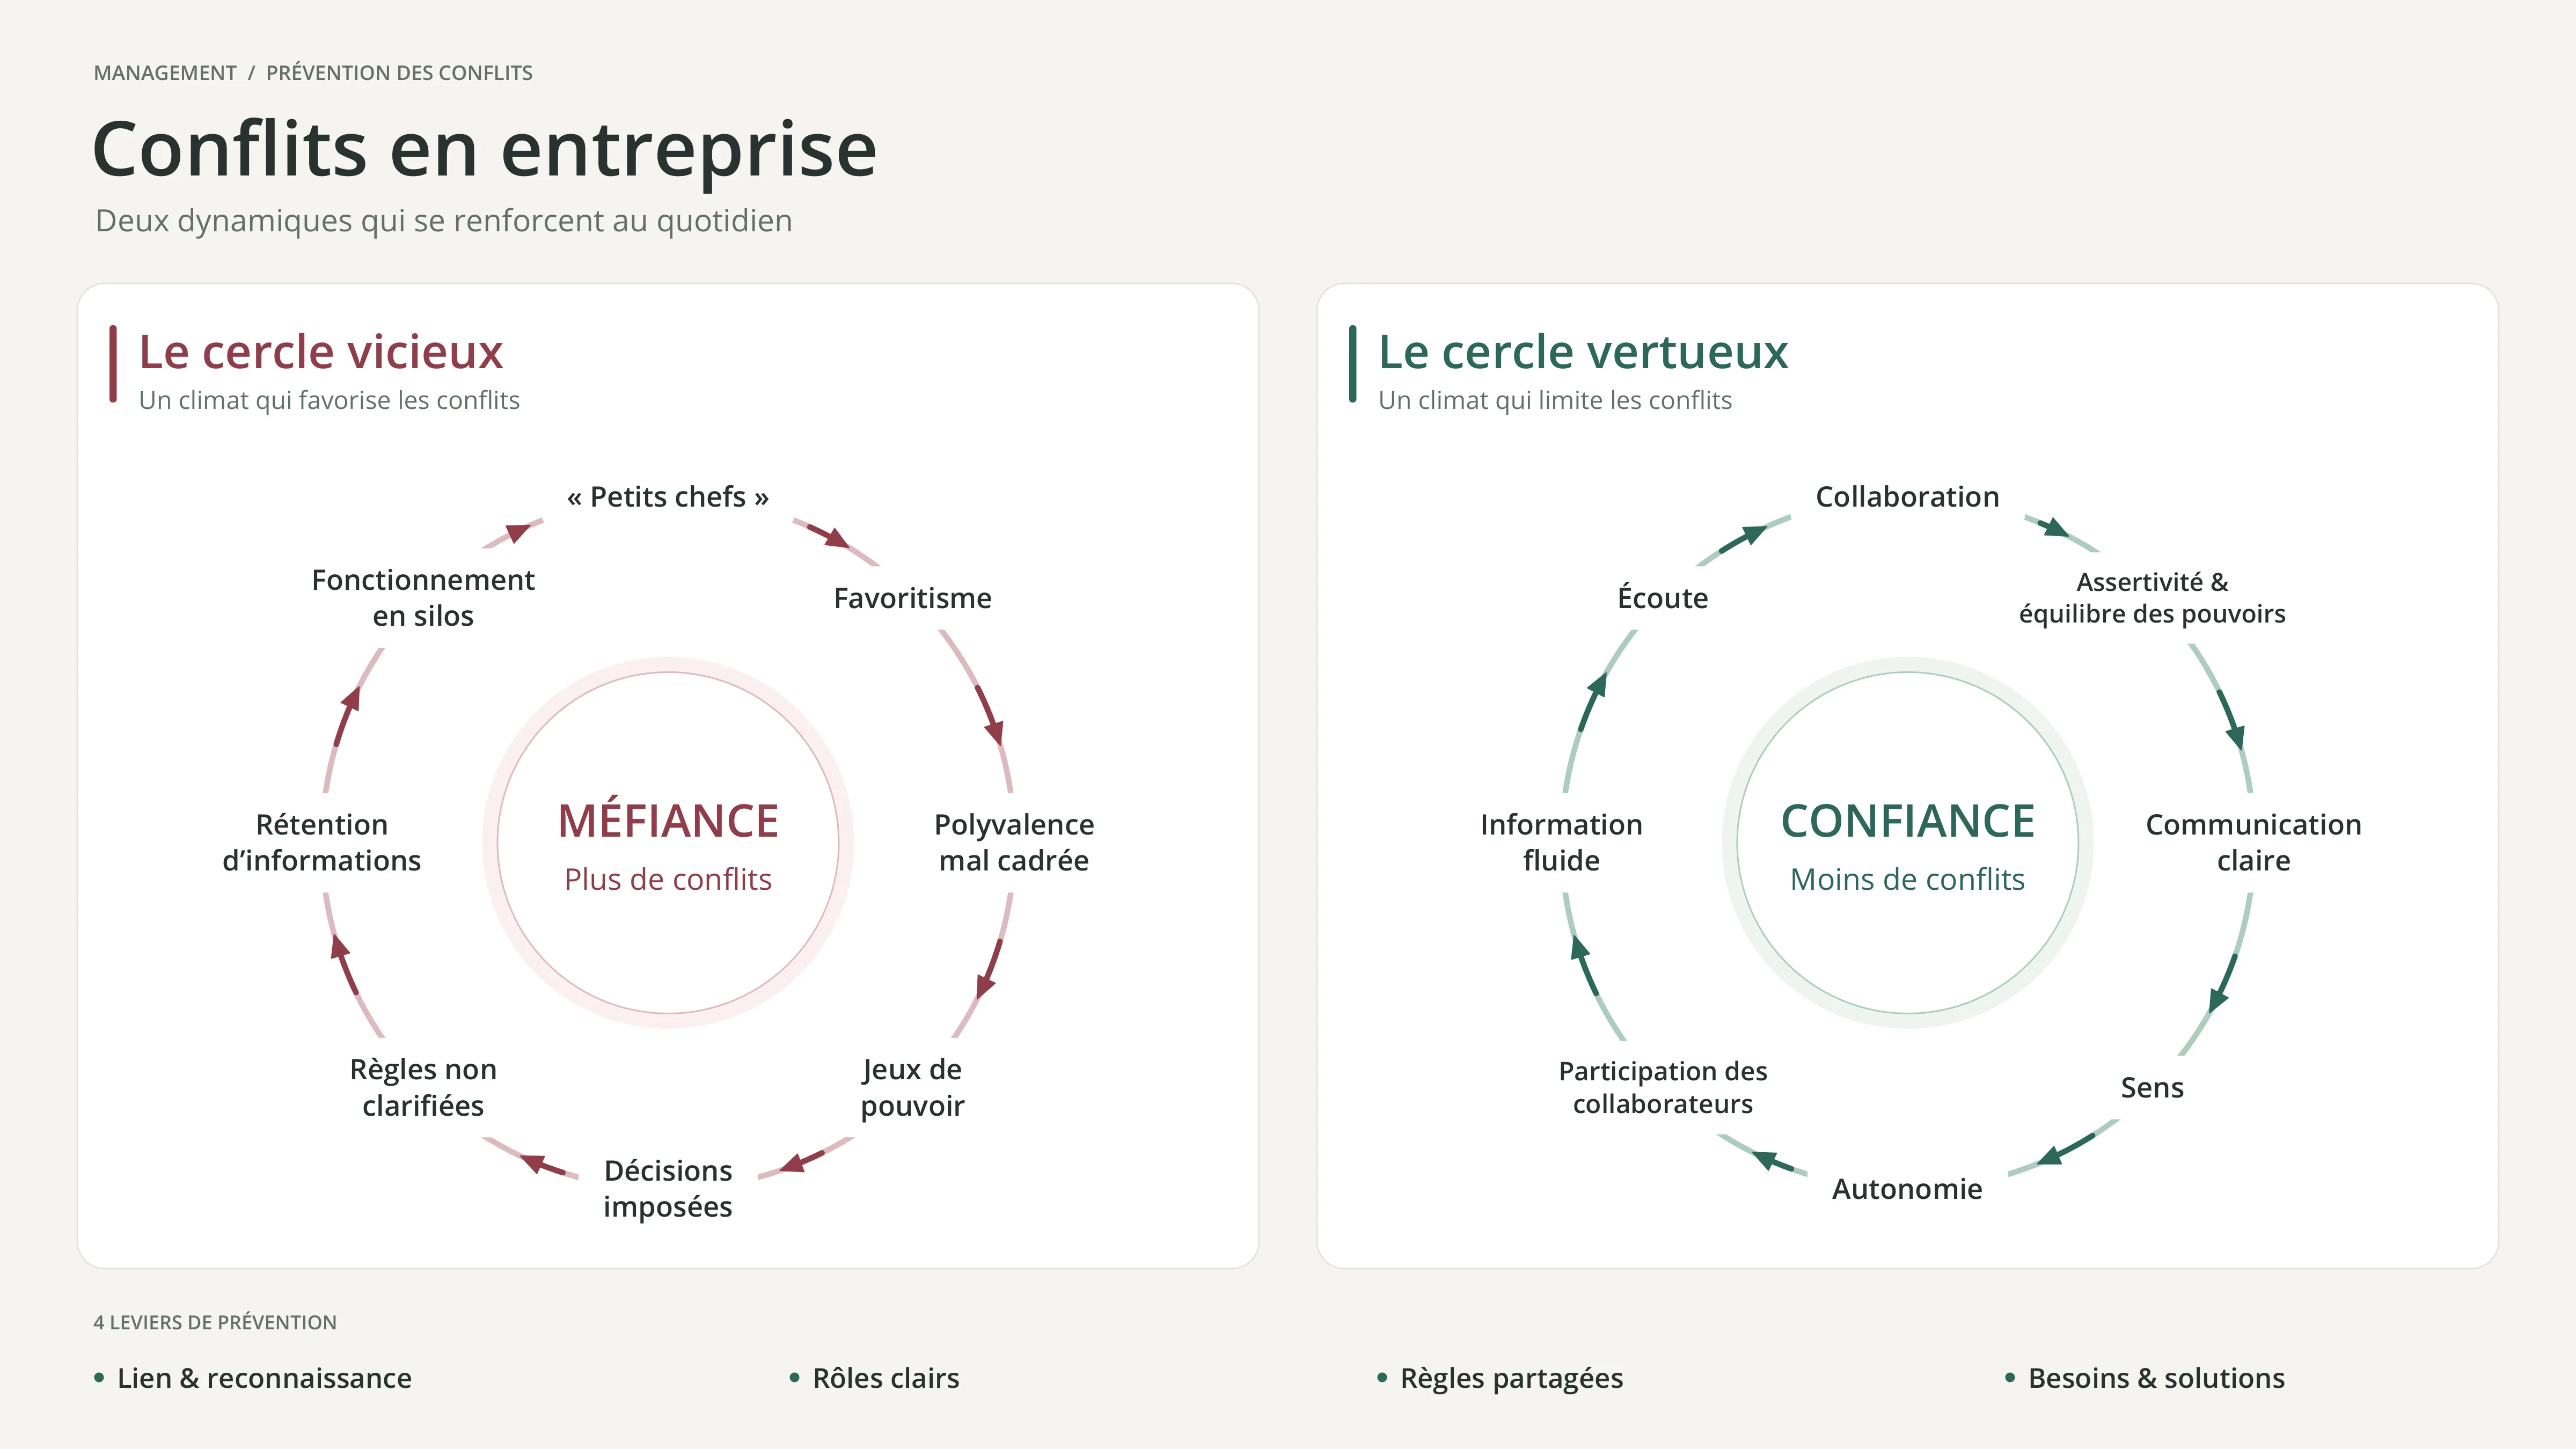 MANAGEMENT / PRÉVENTION DES CONFLITS
Conflits en entreprise
Deux dynamiques qui se renforcent au quotidien
Le cercle vicieux
Un climat qui favorise les conflits
« Petits chefs »
Favoritisme
Polyvalence
mal cadrée
Jeux de
pouvoir
Décisions
imposées
Règles non
clarifiées
Rétention
d’informations
Fonctionnement
en silos
MÉFIANCE
Plus de conflits
Le cercle vertueux
Un climat qui limite les conflits
Collaboration
Assertivité &
équilibre des pouvoirs
Communication
claire
Sens
Autonomie
Participation des
collaborateurs
Information
fluide
Écoute
CONFIANCE
Moins de conflits
4 LEVIERS DE PRÉVENTION
• Lien & reconnaissance
• Rôles clairs
• Règles partagées
• Besoins & solutions